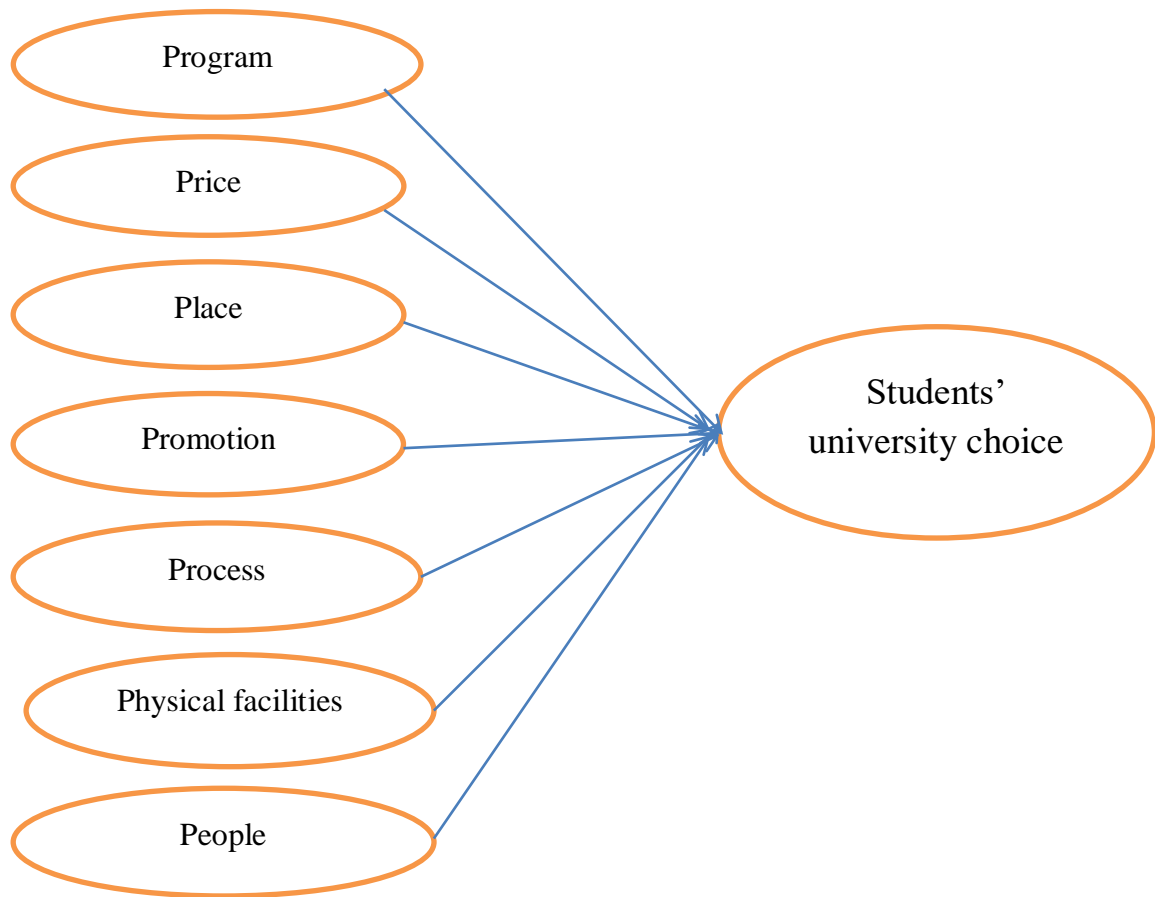 Program
Price
Place
Promotion
Process
Physical facilities
People
Students’
university choice